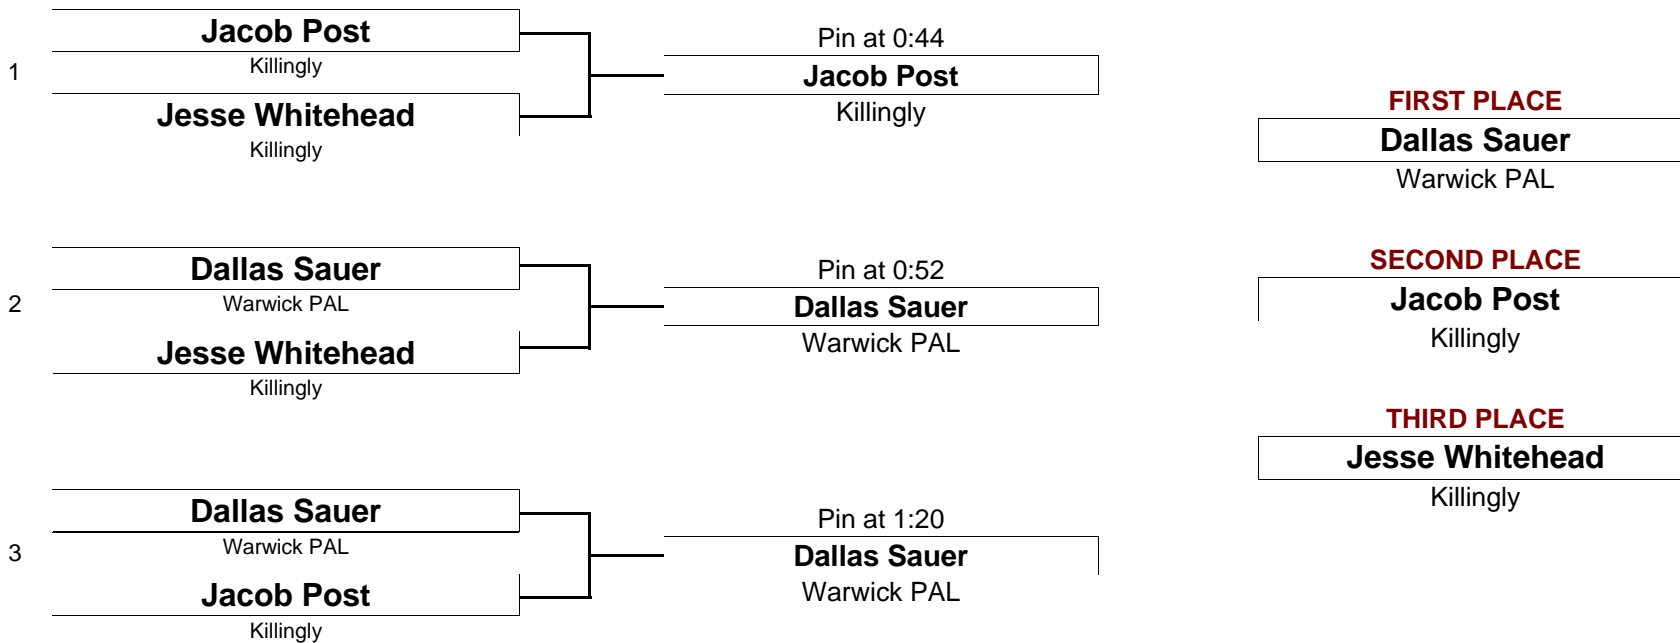 1
Jacob Post
Killingly
Jesse Whitehead
Killingly
Pin at 0:44
Jacob Post
Killingly
2
Dallas Sauer
Warwick PAL
Jesse Whitehead
Killingly
Pin at 0:52
Dallas Sauer
Warwick PAL
3
Dallas Sauer
Warwick PAL
Jacob Post
Killingly
Pin at 1:20
Dallas Sauer
Warwick PAL
FIRST PLACE
Dallas Sauer
Warwick PAL
SECOND PLACE
Jacob Post
Killingly
THIRD PLACE
Jesse Whitehead
Killingly